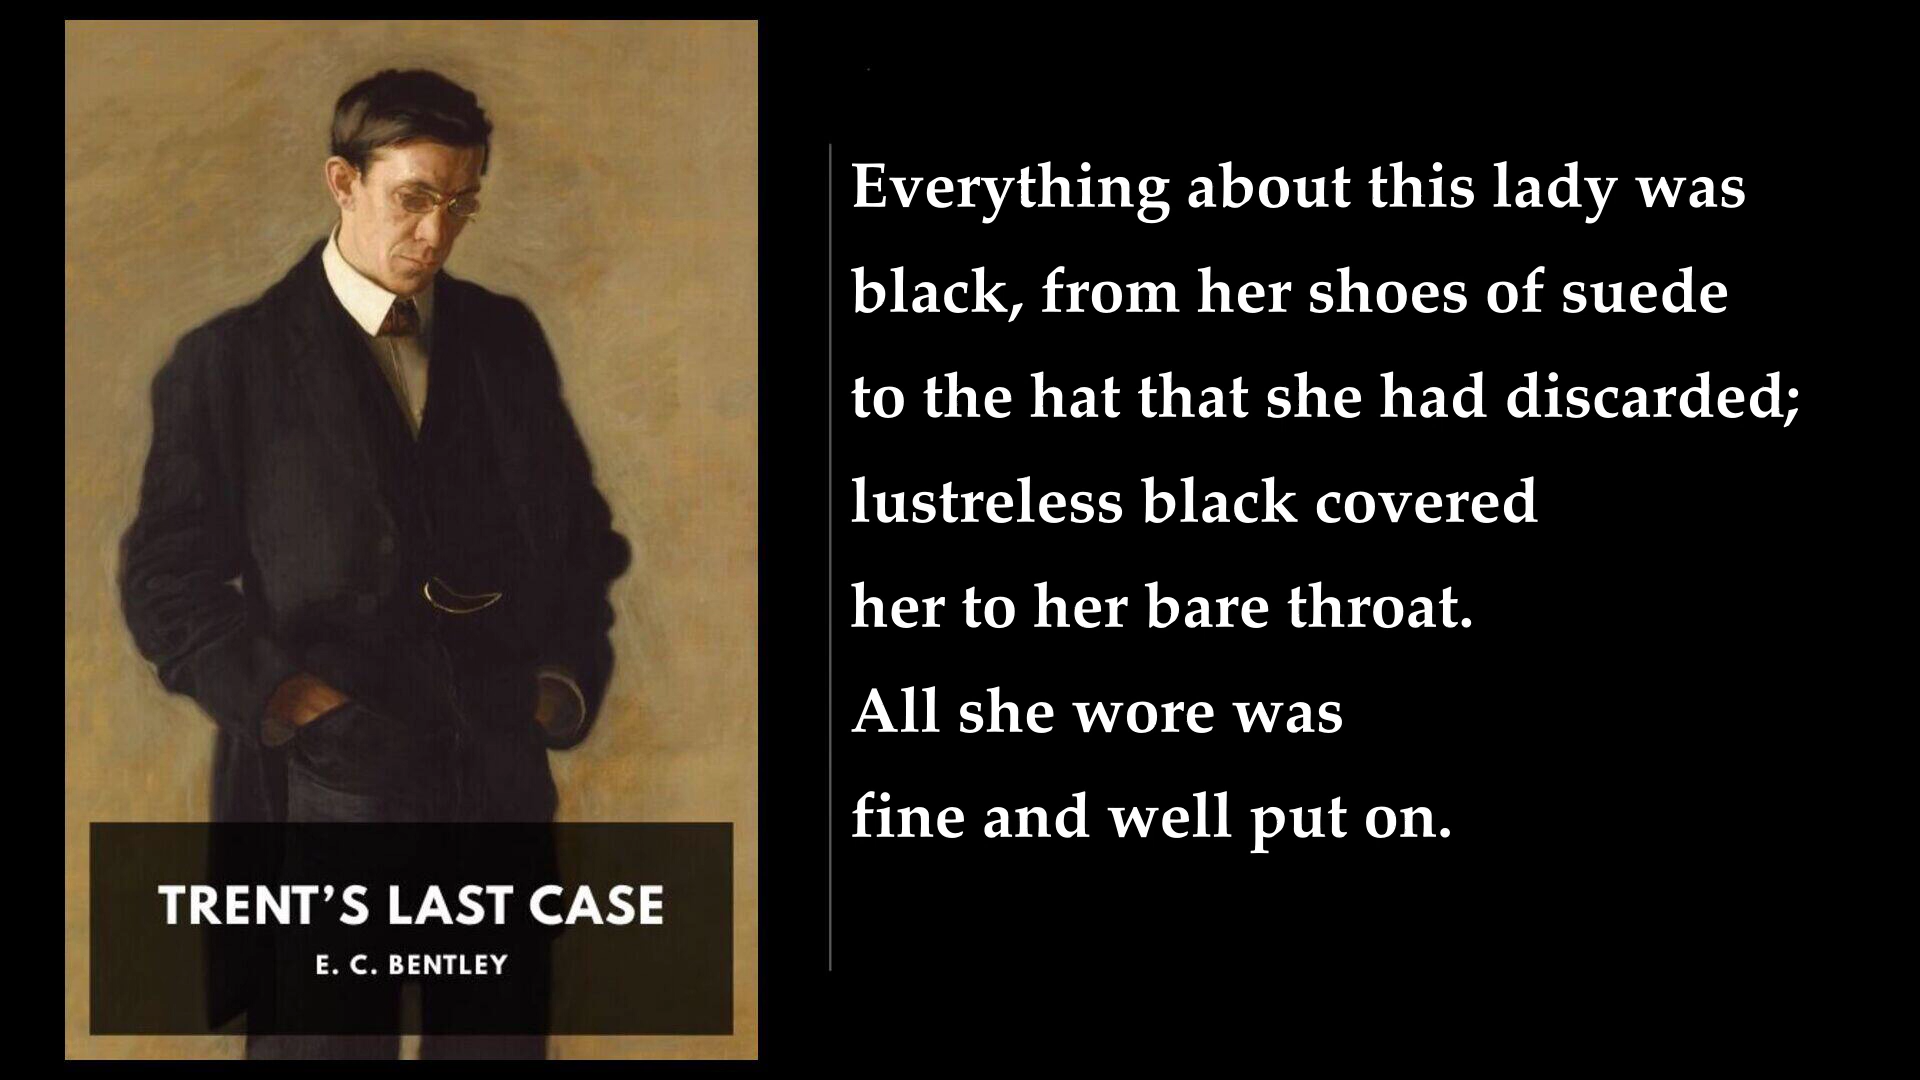 TRENT’S LAST CASE
E. C. BENTLEY
Everything about this lady was
black, from her shoes of suede
to the hat that she had discarded;
lustreless black covered
her to her bare throat.
All she wore was
fine and well put on.